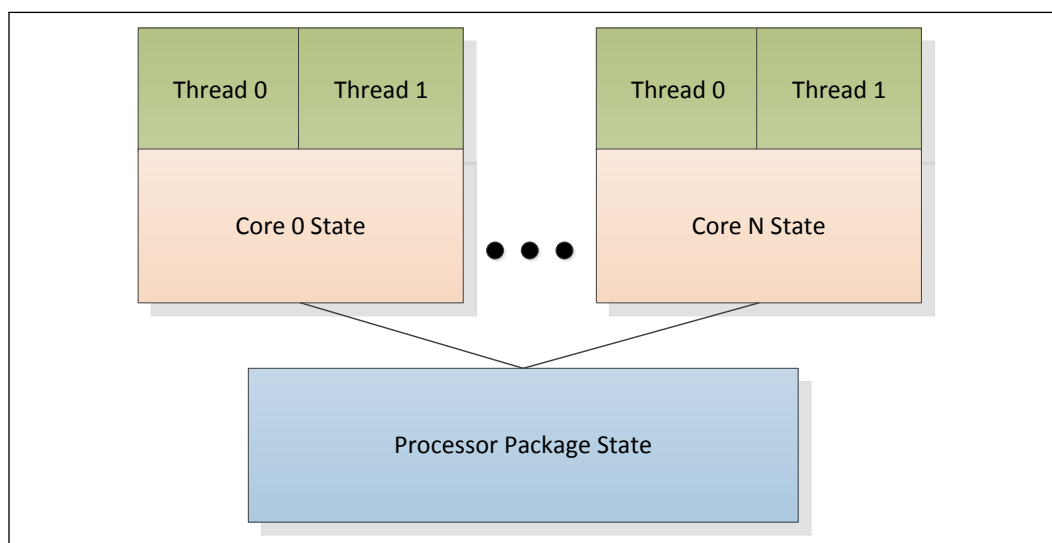 Thread 0 Thread 1 Thread 0 Thread 1
Core 0 State Core N State
Processor Package State